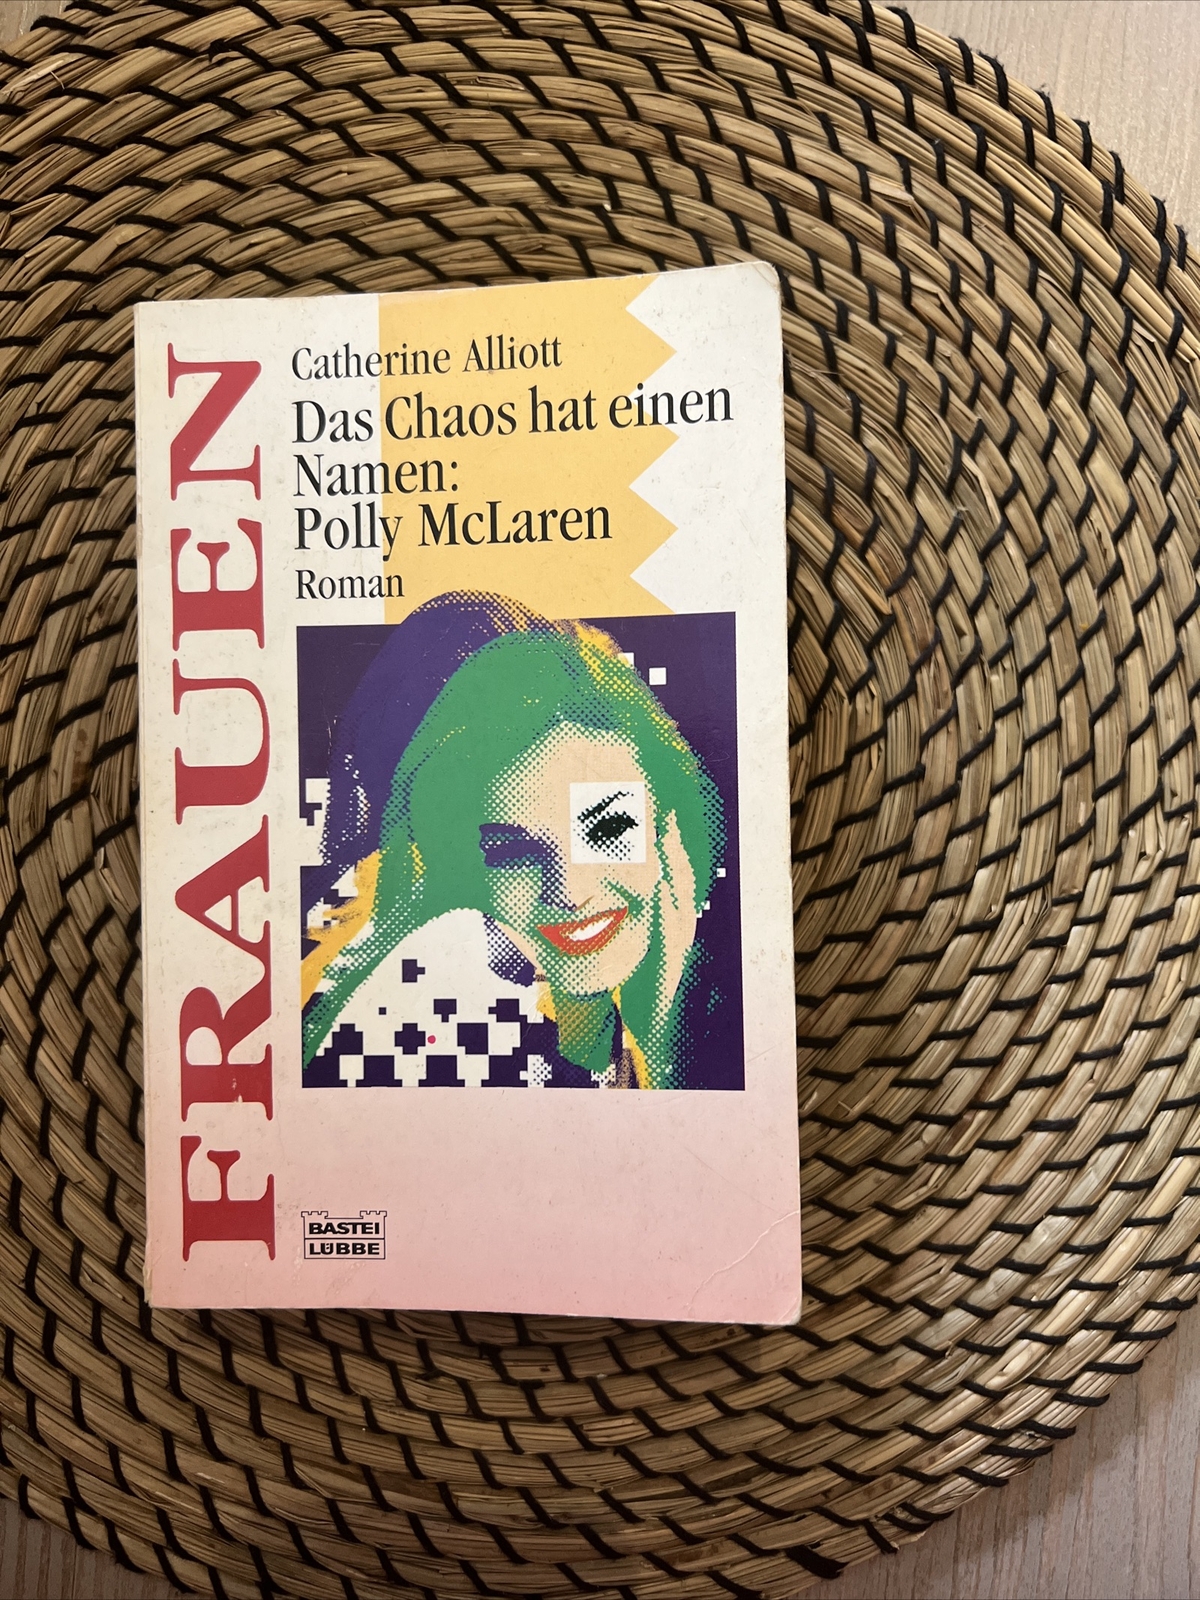 FRAUEN
Catherine Alliott
Das Chaos hat einen
Namen:
Polly McLaren
Roman
BASTEI
LÜBBE